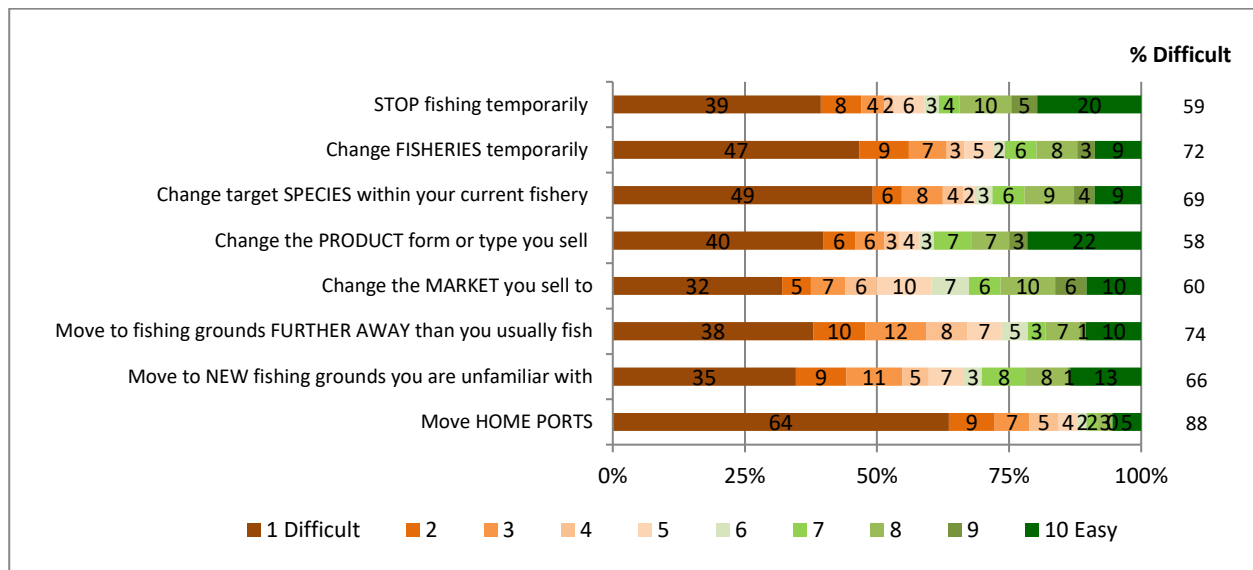 % Difficult
STOP fishing temporarily 39 8 4 2 6 3 4 10 5 20 59
Change FISHERIES temporarily 47 9 7 3 5 2 6 8 3 9 72
Change target SPECIES within your current fishery 49 6 8 4 2 3 6 9 4 9 69
Change the PRODUCT form or type you sell 40 6 6 3 4 3 7 7 3 22 58
Change the MARKET you sell to 32 5 7 6 10 7 6 10 6 10 60
Move to fishing grounds FURTHER AWAY than you usually fish 38 10 12 8 7 5 3 7 1 10 74
Move to NEW fishing grounds you are unfamiliar with 35 9 11 5 7 3 8 8 1 13 66
Move HOME PORTS 64 9 7 5 4 2 2 3 0 5 88
0% 25% 50% 75% 100%
1 Difficult 2 3 4 5 6 7 8 9 10 Easy